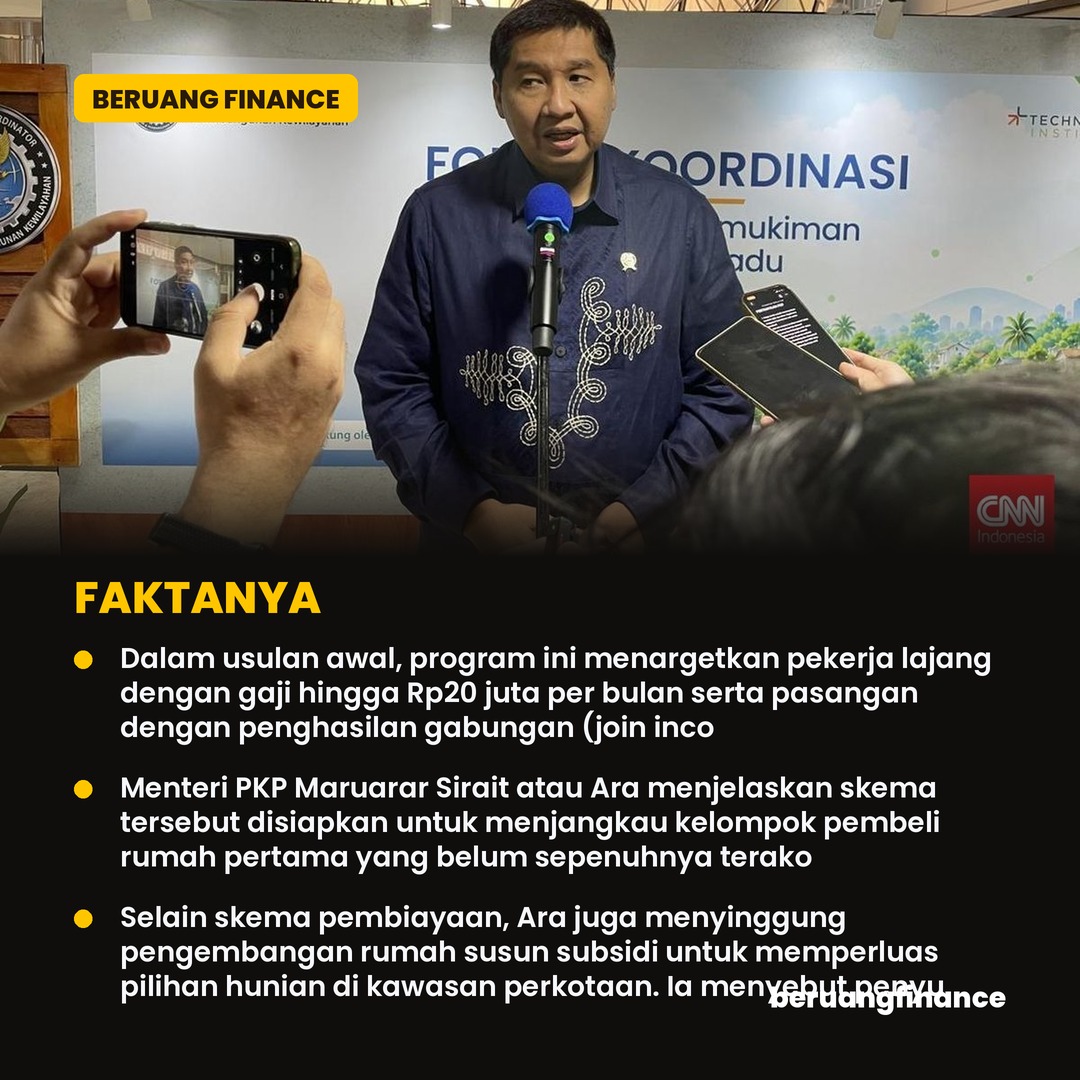 BERUANG FINANCE
KOORDINASI
mukiman
adu
TECHN
INSTI
CNN
Indonesia
FAKTANYA
Dalam usulan awal, program ini menargetkan pekerja lajang
dengan gaji hingga Rp20 juta per bulan serta pasangan
dengan penghasilan gabungan (join inco
Menteri PKP Maruarar Sirait atau Ara menjelaskan skema
tersebut disiapkan untuk menjangkau kelompok pembeli
rumah pertama yang belum sepenuhnya terako
Selain skema pembiayaan, Ara juga menyinggung
pengembangan rumah susun subsidi untuk memperluas
pilihan hunian di kawasan perkotaan. Ia menyebut penyu
beruangfinance